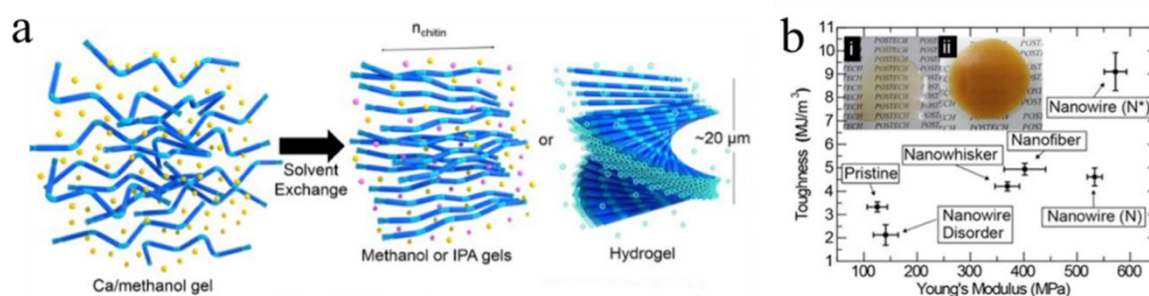 a
n chitin
Solvent
Exchange
or
~20 μm
Ca/methanol gel
Methanol or IPA gels
Hydrogel
b
Toughness (MJ/m³)
11
10
9
8
7
6
5
4
3
2
1
i
ii
POSTECH
Nanowire (N*)
Nanofiber
Nanowhisker
Pristine
Nanowire
Disorder
Nanowire (N)
100 200 300 400 500 600
Young's Modulus (MPa)